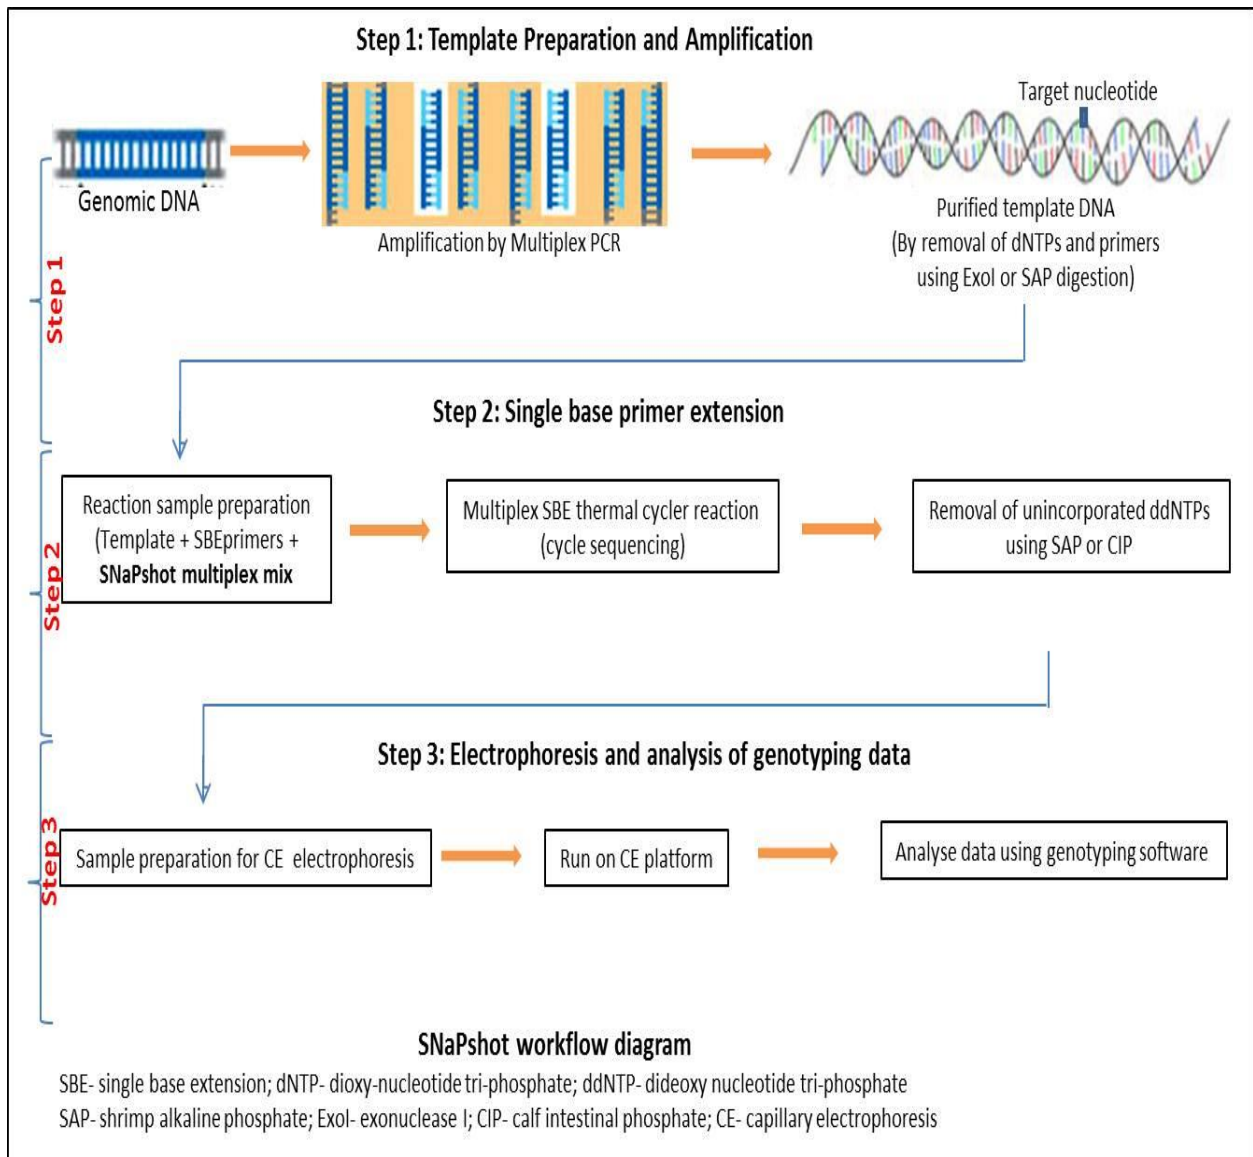 Step 1: Template Preparation and Amplification
Target nucleotide
Genomic DNA
Amplification by Multiplex PCR
Purified template DNA
(By removal of dNTPs and primers
using ExoI or SAP digestion)
Step 1
Step 2: Single base primer extension
Reaction sample preparation
(Template + SBEprimers +
SNaPshot multiplex mix
Multiplex SBE thermal cycler reaction
(cycle sequencing)
Removal of unincorporated ddNTPs
using SAP or CIP
Step 2
Step 3: Electrophoresis and analysis of genotyping data
Sample preparation for CE electrophoresis
Run on CE platform
Analyse data using genotyping software
Step 3
SNaPshot workflow diagram
SBE- single base extension; dNTP- dioxy-nucleotide tri-phosphate; ddNTP- dideoxy nucleotide tri-phosphate
SAP- shrimp alkaline phosphate; ExoI- exonuclease I; CIP- calf intestinal phosphate; CE- capillary electrophoresis